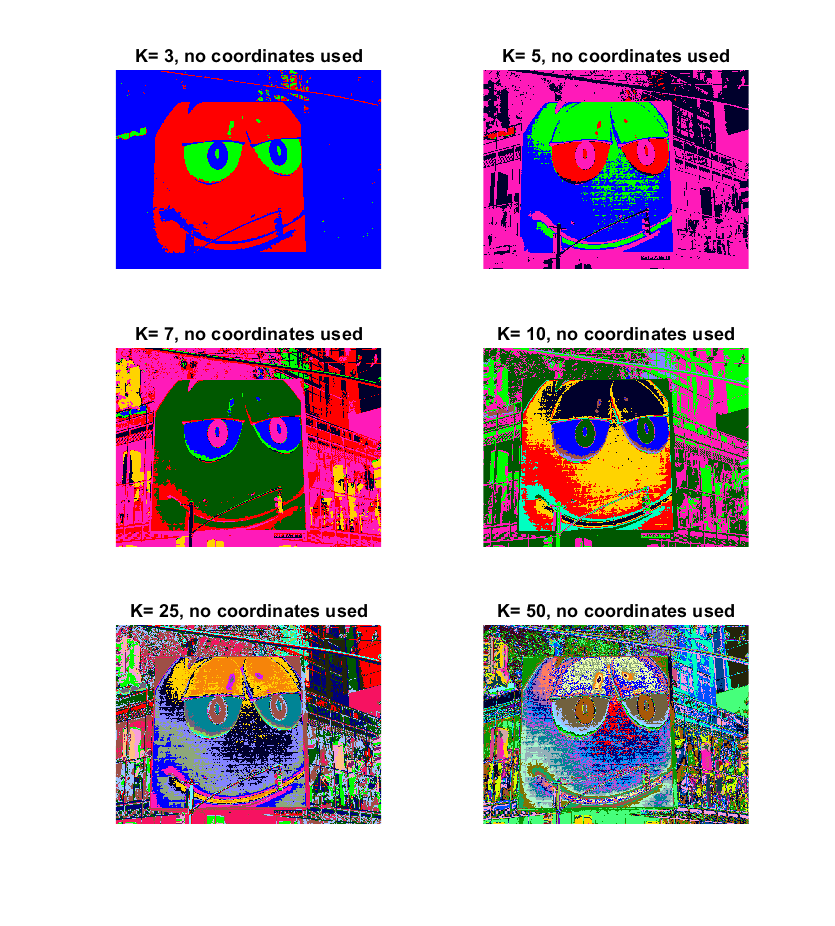 K= 3, no coordinates used
K= 5, no coordinates used
K= 7, no coordinates used
K= 10, no coordinates used
K= 25, no coordinates used
K= 50, no coordinates used